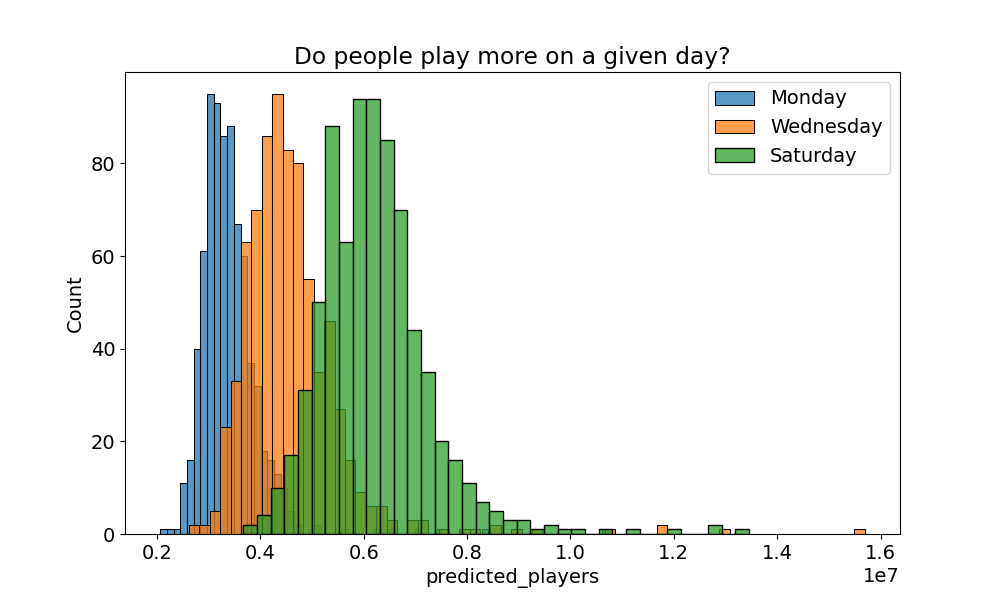 Do people play more on a given day?
Monday
Wednesday
Saturday
Count
80
60
40
20
0
0.2 0.4 0.6 0.8 1.0 1.2 1.4 1.6
1e7
predicted_players